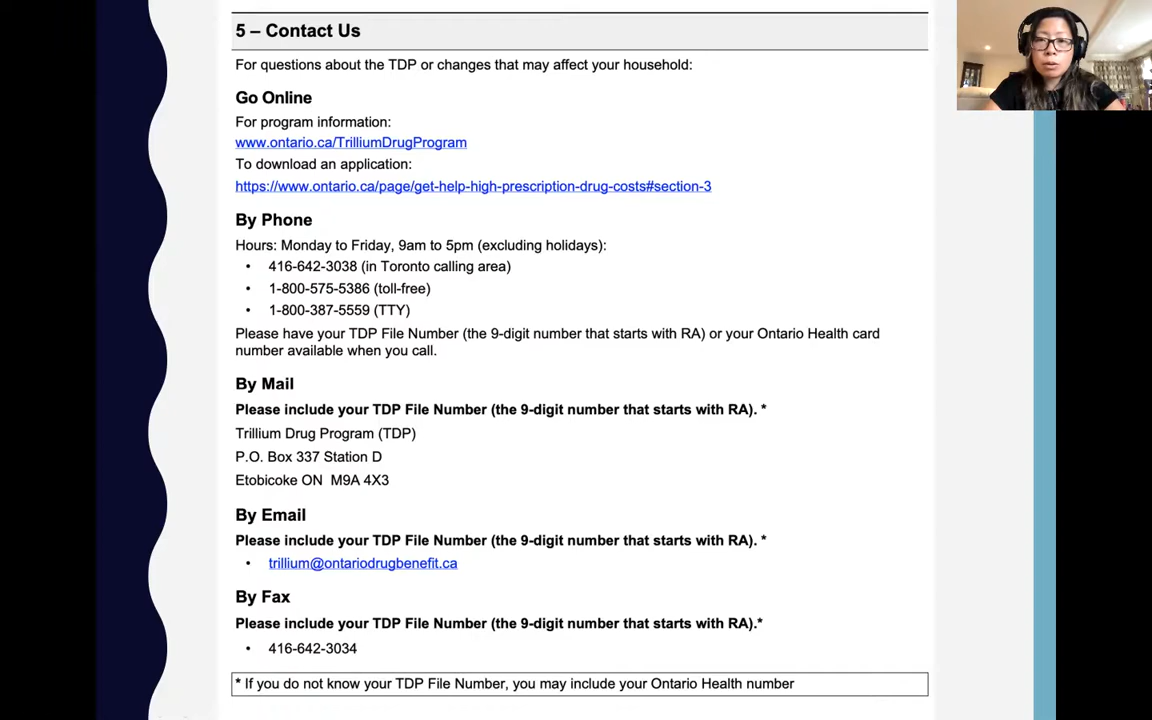 5 – Contact Us
For questions about the TDP or changes that may affect your household:
Go Online
For program information:
www.ontario.ca/TrilliumDrugProgram
To download an application:
https://www.ontario.ca/page/get-help-high-prescription-drug-costs#section-3
By Phone
Hours: Monday to Friday, 9am to 5pm (excluding holidays):
• 416-642-3038 (in Toronto calling area)
• 1-800-575-5386 (toll-free)
• 1-800-387-5559 (TTY)
Please have your TDP File Number (the 9-digit number that starts with RA) or your Ontario Health card
number available when you call.
By Mail
Please include your TDP File Number (the 9-digit number that starts with RA). *
Trillium Drug Program (TDP)
P.O. Box 337 Station D
Etobicoke ON  M9A 4X3
By Email
Please include your TDP File Number (the 9-digit number that starts with RA). *
• trillium@ontariodrugbenefit.ca
By Fax
Please include your TDP File Number (the 9-digit number that starts with RA).*
• 416-642-3034
* If you do not know your TDP File Number, you may include your Ontario Health number